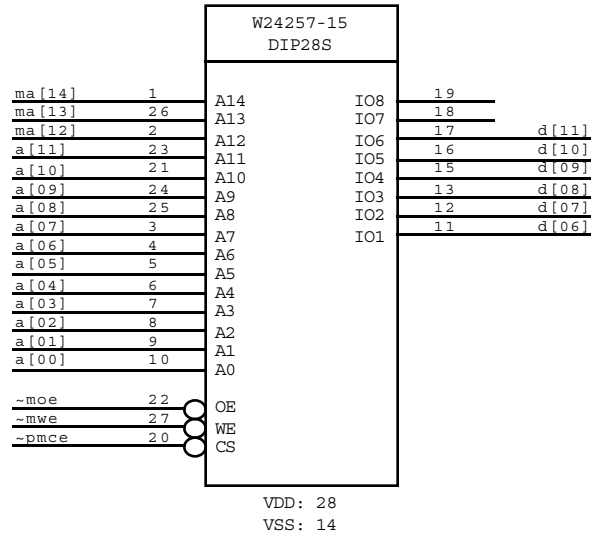 W24257-15
DIP28S
ma[14] 1 A14 IO8 19
ma[13] 26 A13 IO7 18
ma[12] 2 A12 IO6 17 d[11]
a[11] 23 A11 IO5 16 d[10]
a[10] 21 A10 IO4 15 d[09]
a[09] 24 A9 IO3 13 d[08]
a[08] 25 A8 IO2 12 d[07]
a[07] 3 A7 IO1 11 d[06]
a[06] 4 A6
a[05] 5 A5
a[04] 6 A4
a[03] 7 A3
a[02] 8 A2
a[01] 9 A1
a[00] 10 A0
~moe 22 OE
~mwe 27 WE
~pmce 20 CS
VDD: 28
VSS: 14